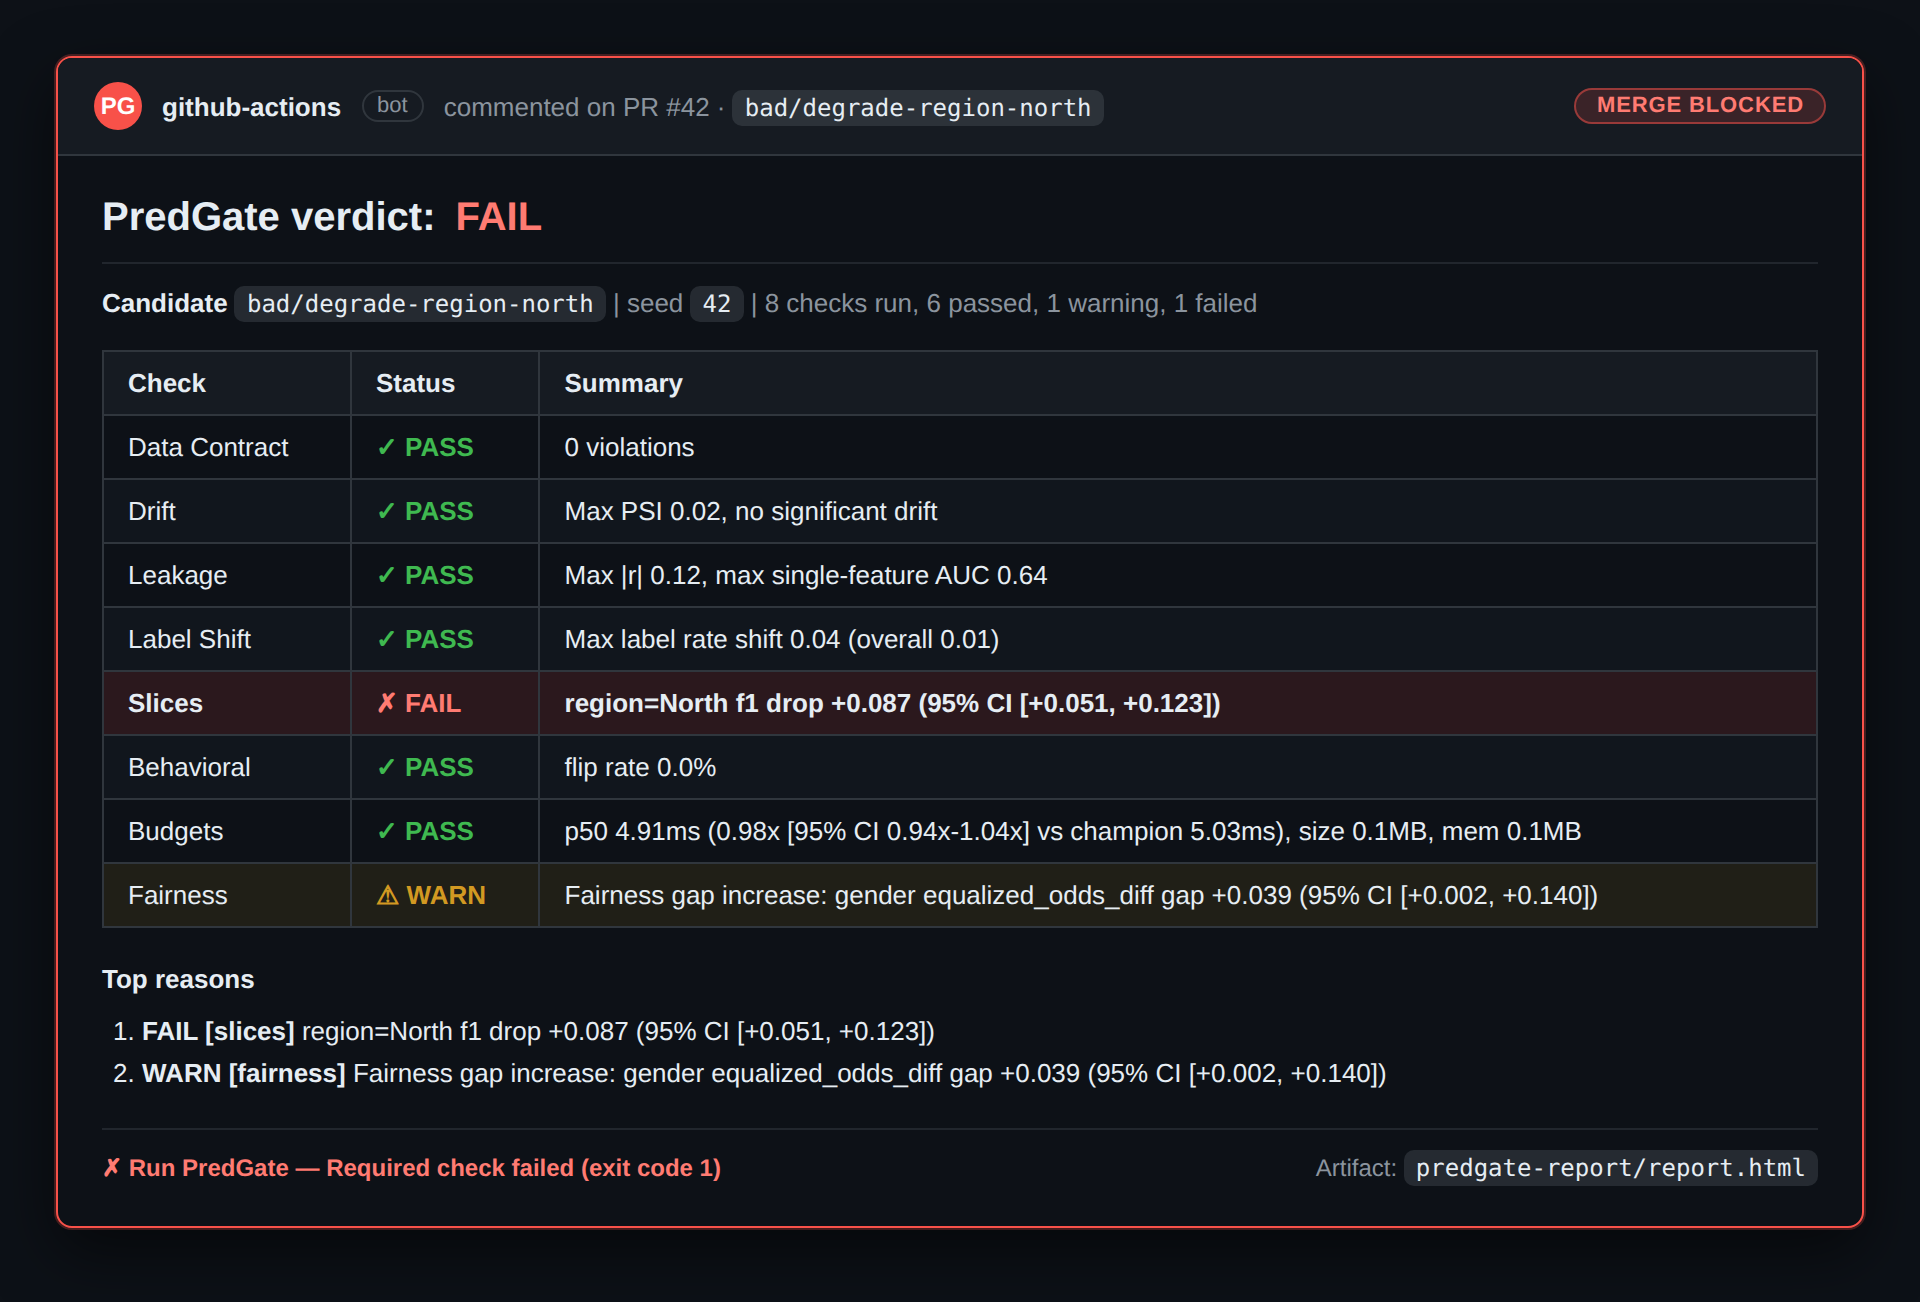 PG github-actions bot commented on PR #42 · bad/degrade-region-north MERGE BLOCKED
PredGate verdict: FAIL
Candidate bad/degrade-region-north | seed 42 | 8 checks run, 6 passed, 1 warning, 1 failed
Check Status Summary
Data Contract ✓ PASS 0 violations
Drift ✓ PASS Max PSI 0.02, no significant drift
Leakage ✓ PASS Max |r| 0.12, max single-feature AUC 0.64
Label Shift ✓ PASS Max label rate shift 0.04 (overall 0.01)
Slices ✗ FAIL region=North f1 drop +0.087 (95% CI [+0.051, +0.123])
Behavioral ✓ PASS flip rate 0.0%
Budgets ✓ PASS p50 4.91ms (0.98x [95% CI 0.94x-1.04x] vs champion 5.03ms), size 0.1MB, mem 0.1MB
Fairness ⚠ WARN Fairness gap increase: gender equalized_odds_diff gap +0.039 (95% CI [+0.002, +0.140])
Top reasons
1. FAIL [slices] region=North f1 drop +0.087 (95% CI [+0.051, +0.123])
2. WARN [fairness] Fairness gap increase: gender equalized_odds_diff gap +0.039 (95% CI [+0.002, +0.140])
✗ Run PredGate — Required check failed (exit code 1) Artifact: predgate-report/report.html